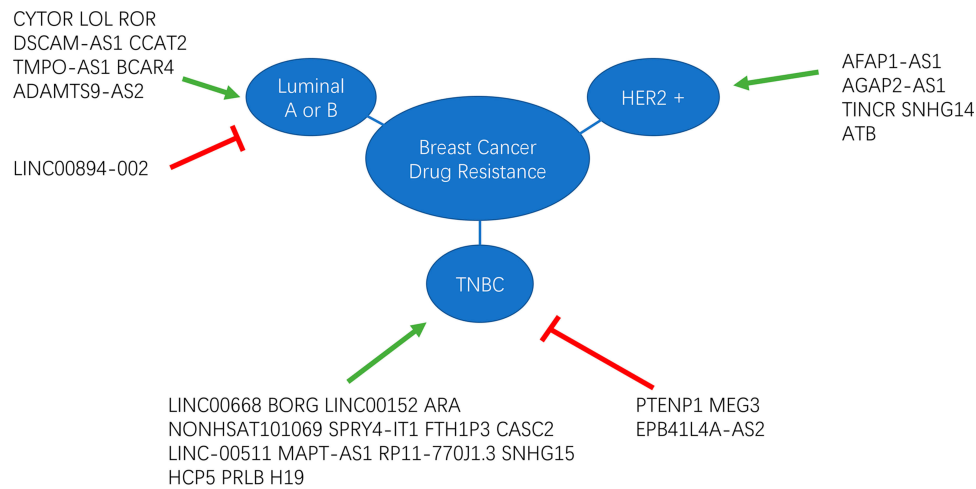 CYTOR LOL ROR
DSCAM-AS1 CCAT2
TMPO-AS1 BCAR4
ADAMTS9-AS2
LINC00894-002
Luminal
A or B
Breast Cancer
Drug Resistance
HER2 +
AFAP1-AS1
AGAP2-AS1
TINCR SNHG14
ATB
TNBC
LINC00668 BORG LINC00152 ARA
NONHSAT101069 SPRY4-IT1 FTH1P3 CASC2
LINC-00511 MAPT-AS1 RP11-770J1.3 SNHG15
HCP5 PRLB H19
PTENP1 MEG3
EPB41L4A-AS2